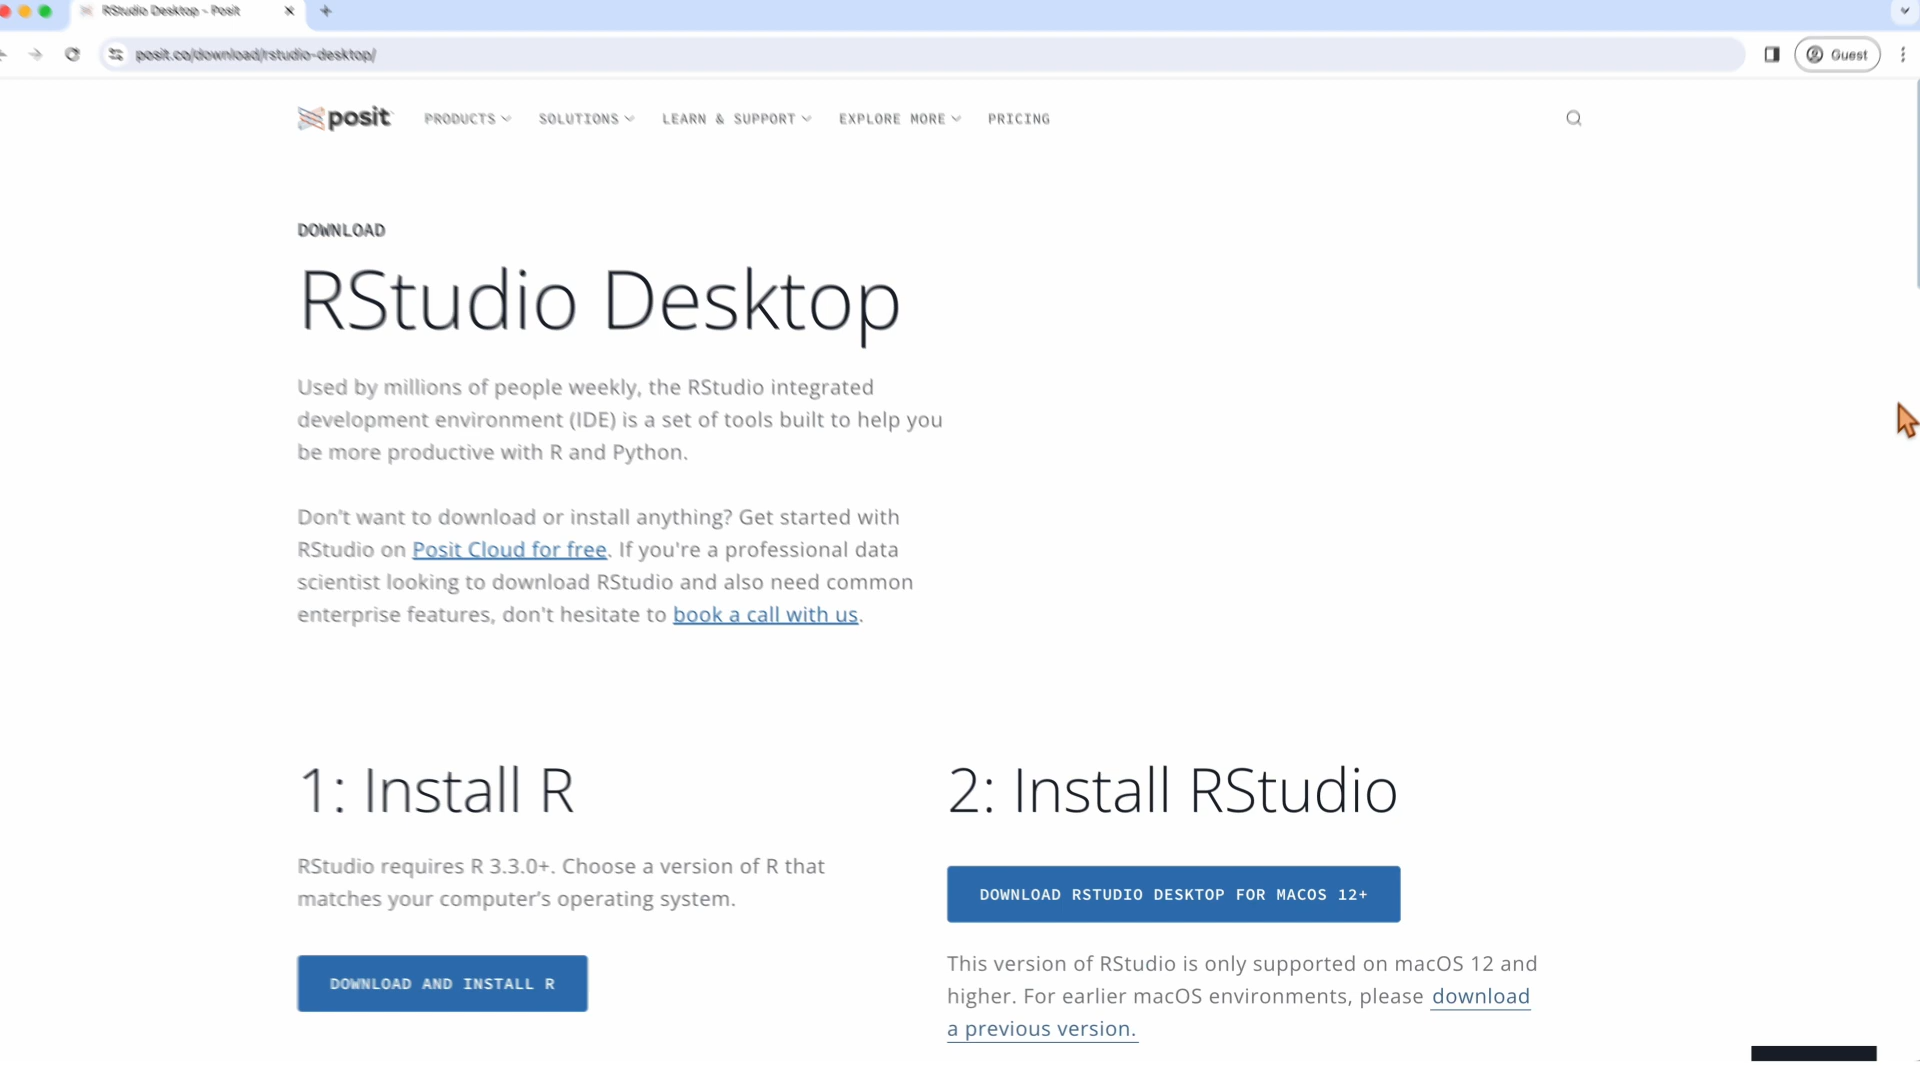 RStudio Desktop - Posit
posit.co/download/rstudio-desktop/
Guest
posit
PRODUCTS
SOLUTIONS
LEARN & SUPPORT
EXPLORE MORE
PRICING
DOWNLOAD
RStudio Desktop
Used by millions of people weekly, the RStudio integrated
development environment (IDE) is a set of tools built to help you
be more productive with R and Python.
Don't want to download or install anything? Get started with
RStudio on Posit Cloud for free. If you're a professional data
scientist looking to download RStudio and also need common
enterprise features, don't hesitate to book a call with us.
1: Install R
RStudio requires R 3.3.0+. Choose a version of R that
matches your computer’s operating system.
DOWNLOAD AND INSTALL R
2: Install RStudio
DOWNLOAD RSTUDIO DESKTOP FOR MACOS 12+
This version of RStudio is only supported on macOS 12 and
higher. For earlier macOS environments, please download
a previous version.